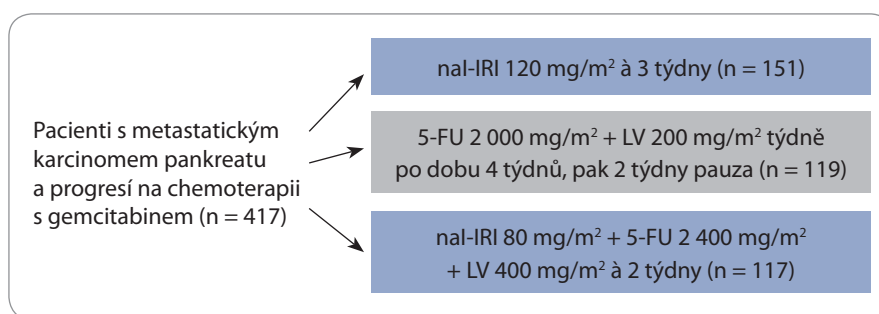 Pacienti s metastatickým
karcinomem pankreatu
a progresí na chemoterapii
s gemcitabinem (n = 417)
nal-IRI 120 mg/m² à 3 týdny (n = 151)
5-FU 2 000 mg/m² + LV 200 mg/m² týdně
po dobu 4 týdnů, pak 2 týdny pauza (n = 119)
nal-IRI 80 mg/m² + 5-FU 2 400 mg/m²
+ LV 400 mg/m² à 2 týdny (n = 117)